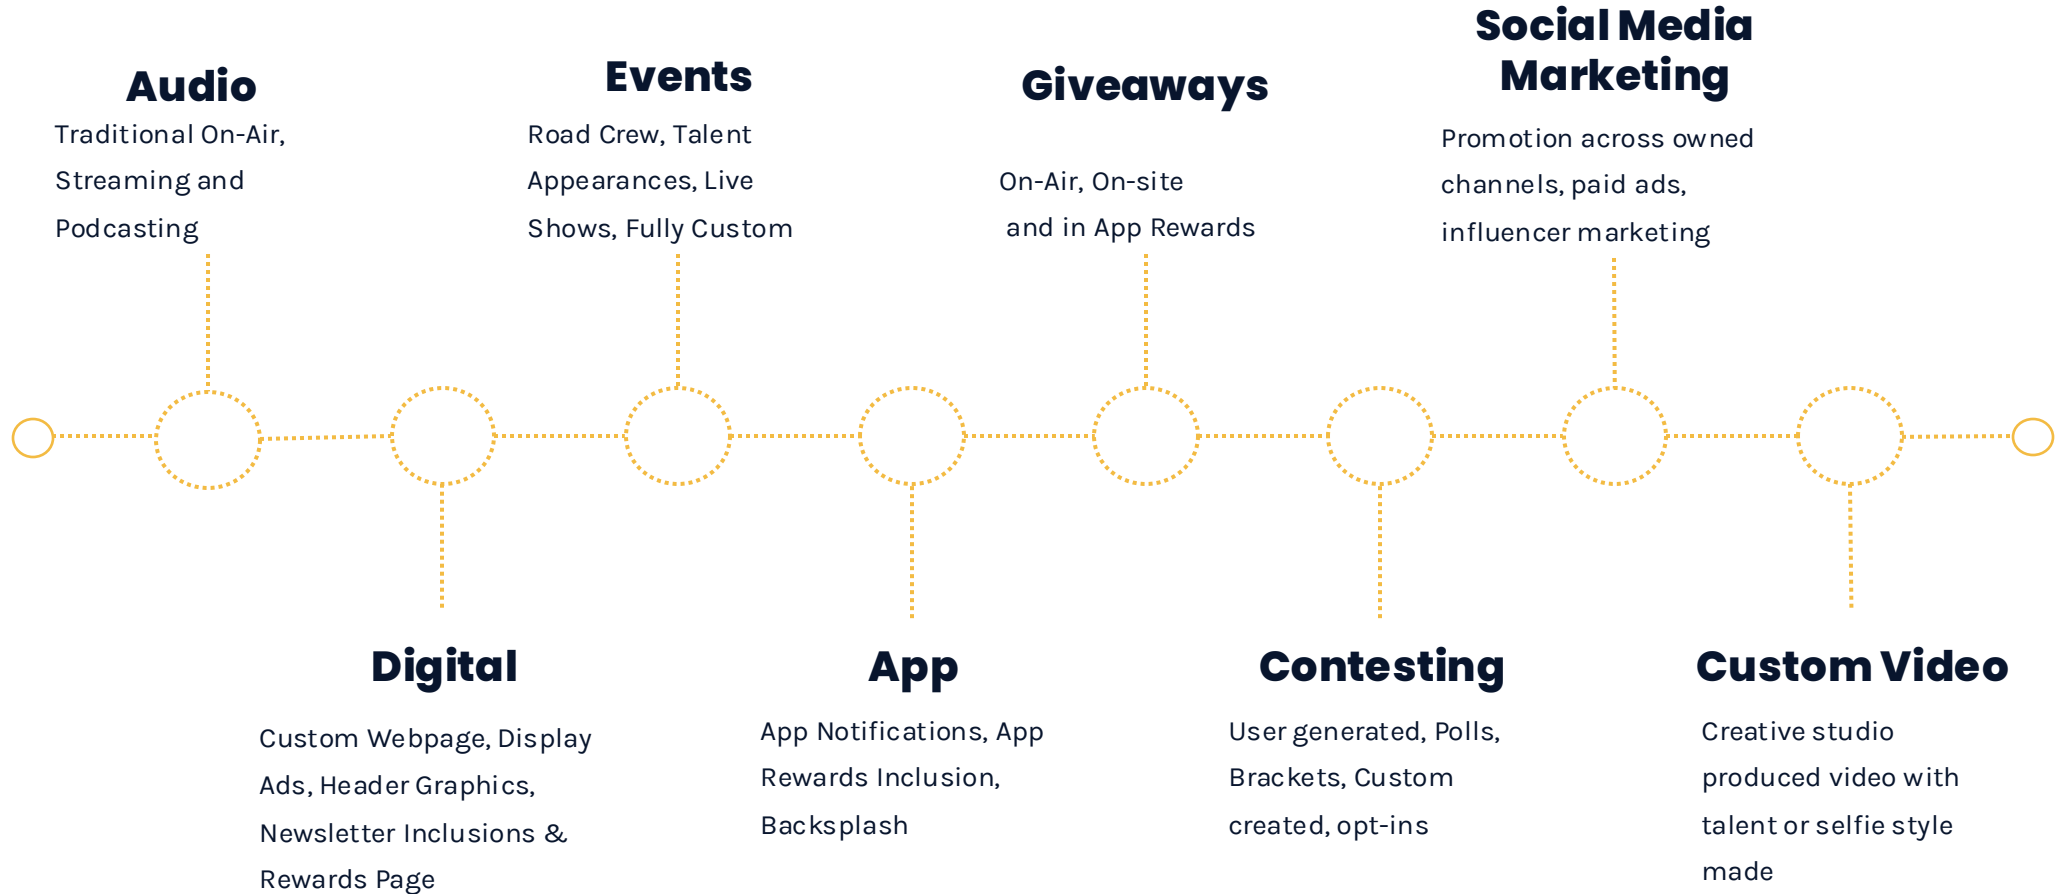 Audio
Traditional On-Air,
Streaming and
Podcasting
Events
Road Crew, Talent
Appearances, Live
Shows, Fully Custom
Giveaways
On-Air, On-site
and in App Rewards
Social Media
Marketing
Promotion across owned
channels, paid ads,
influencer marketing
Digital
Custom Webpage, Display
Ads, Header Graphics,
Newsletter Inclusions &
Rewards Page
App
App Notifications, App
Rewards Inclusion,
Backsplash
Contesting
User generated, Polls,
Brackets, Custom
created, opt-ins
Custom Video
Creative studio
produced video with
talent or selfie style
made